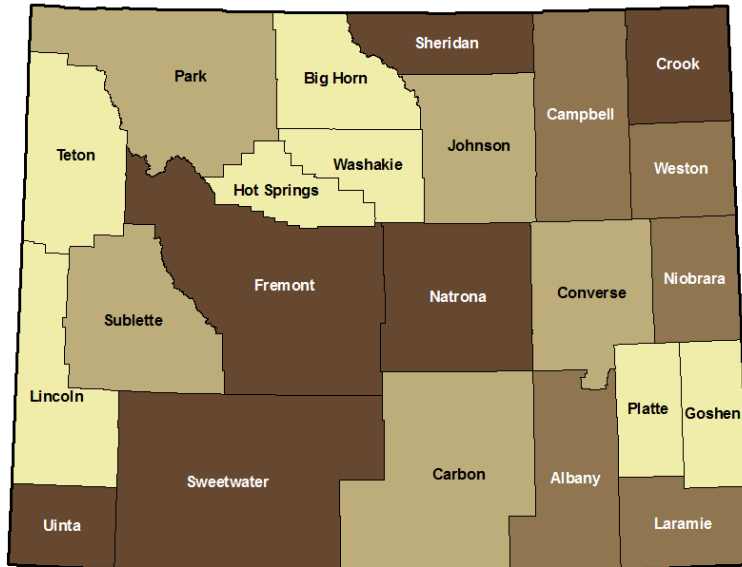 Sheridan
Crook
Park
Big Horn
Campbell
Johnson
Teton
Washakie
Weston
Hot Springs
Fremont
Natrona
Converse
Niobrara
Sublette
Lincoln
Platte
Goshen
Sweetwater
Carbon
Albany
Uinta
Laramie